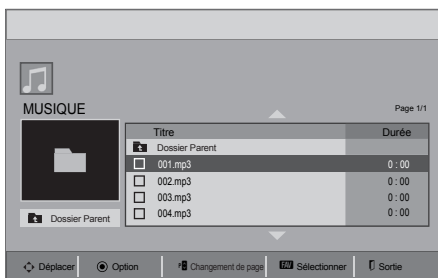 MUSIQUE
Page 1/1
Titre Durée
Dossier Parent
001.mp3 0 : 00
002.mp3 0 : 00
003.mp3 0 : 00
004.mp3 0 : 00
Dossier Parent
Déplacer Option P Changement de page FAV Sélectionner Sortie